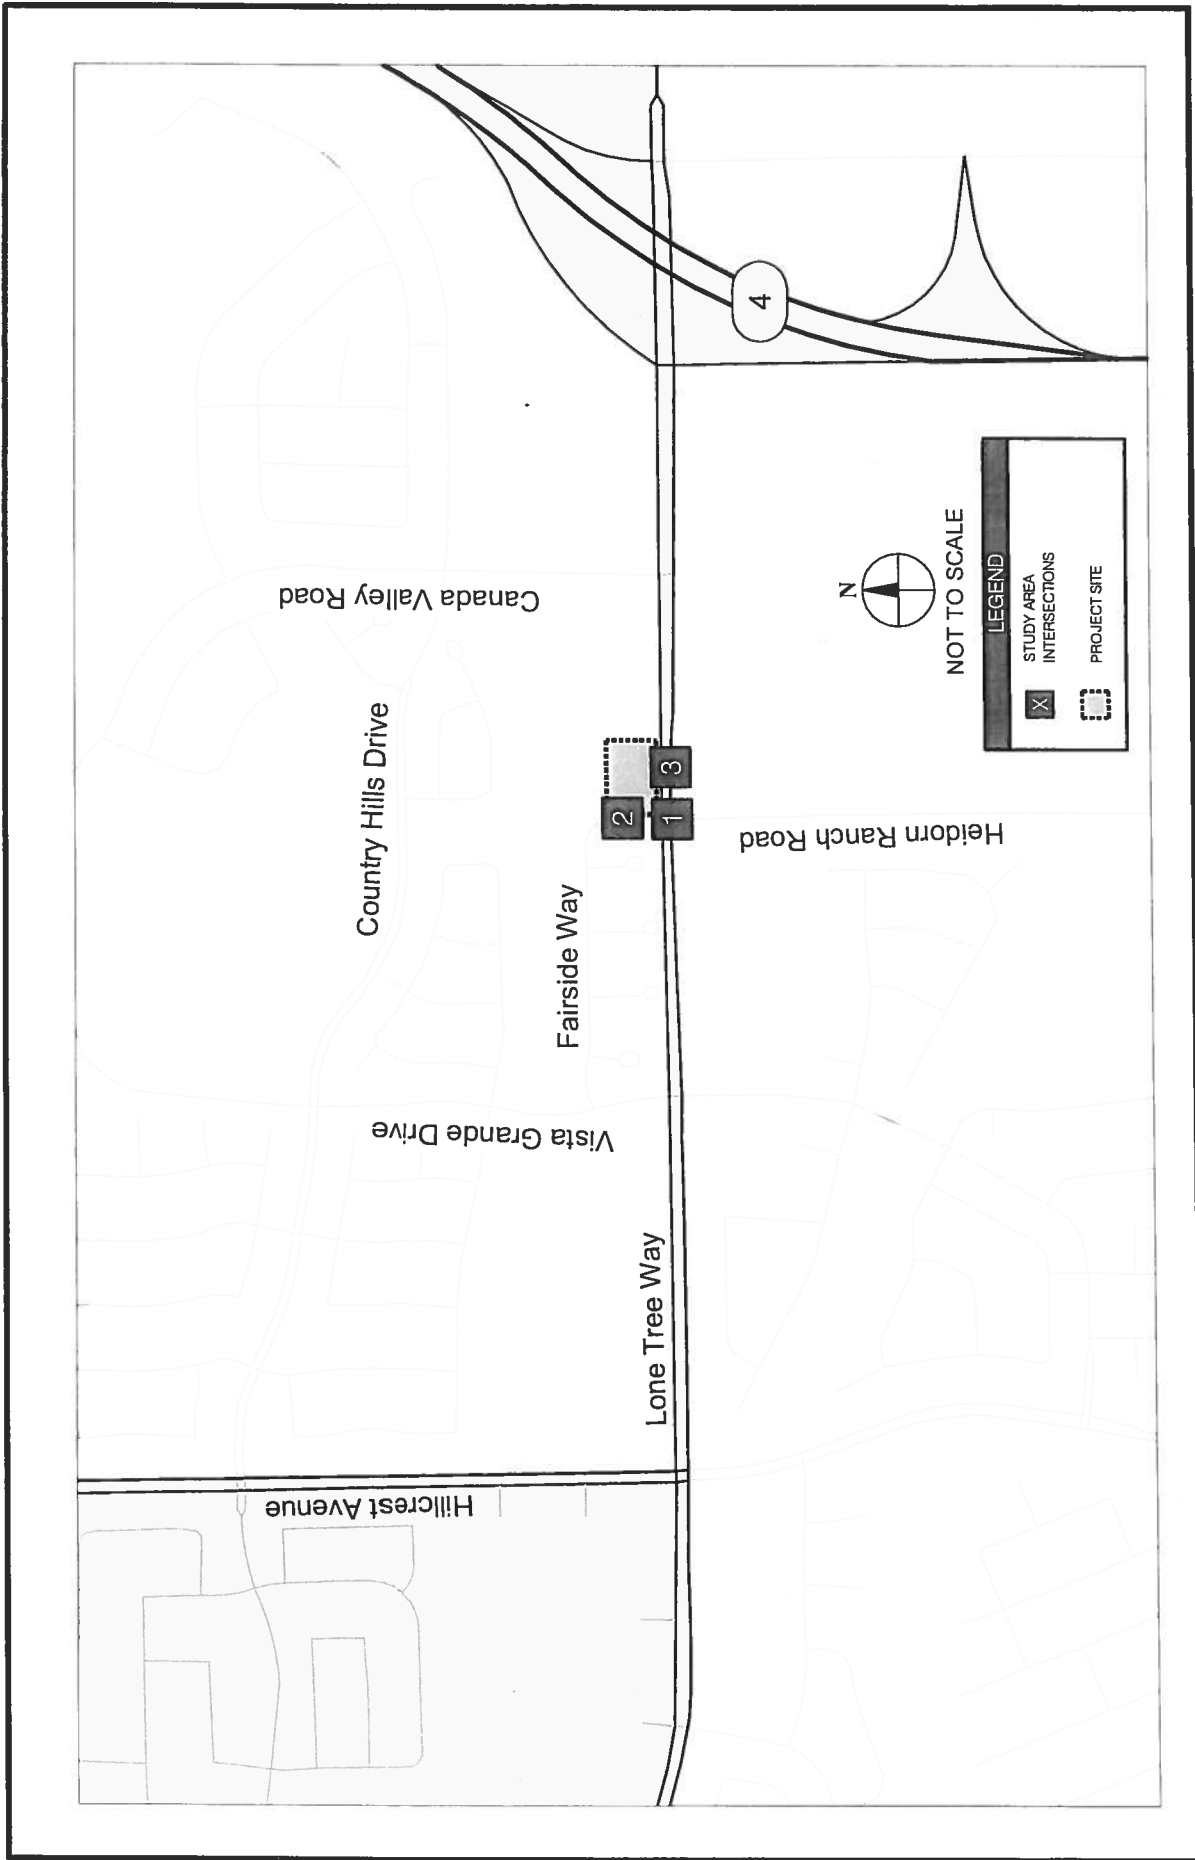 Country Hills Drive
Canada Valley Road
Fairside Way
Vista Grande Drive
Hillcrest Avenue
Lone Tree Way
2
1
3
4
Heidorn Ranch Road
N
NOT TO SCALE
LEGEND
X
STUDY AREA
INTERSECTIONS
PROJECT SITE